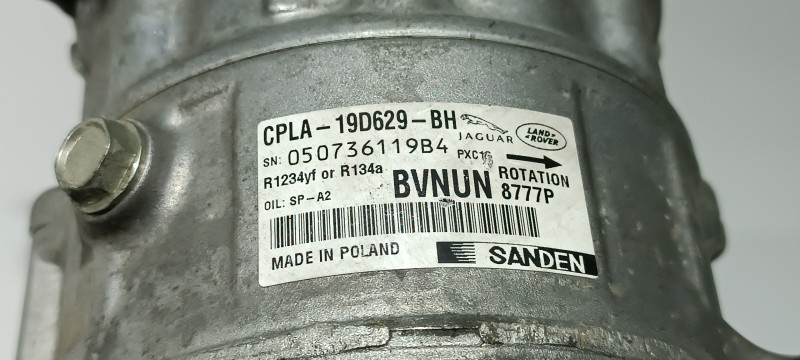 CPLA-19D629-BH
JAGUAR
LAND-
ROVER
SN: 050736119B4 PXC16
R1234yf or R134a
ROTATION
OIL: SP-A2
BVNUN 8777P
MADE IN POLAND
SANDEN